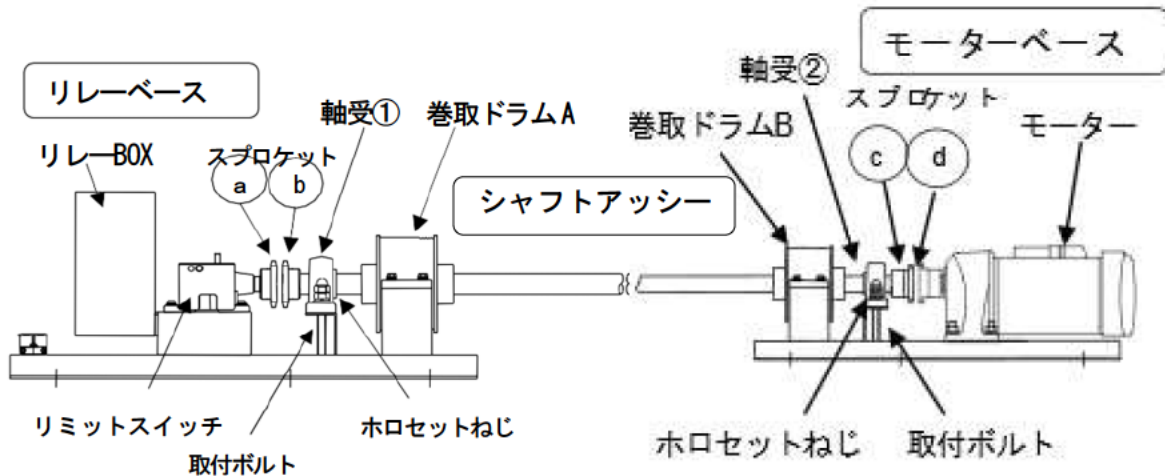 モーターベース
リレーベース
軸受②
軸受①
巻取ドラムA
スプロケット
巻取ドラムB
モーター
リレーBOX
スプロケット
a
b
c
d
シャフトアッシー
リミットスイッチ
ホロセットねじ
取付ボルト
ホロセットねじ
取付ボルト